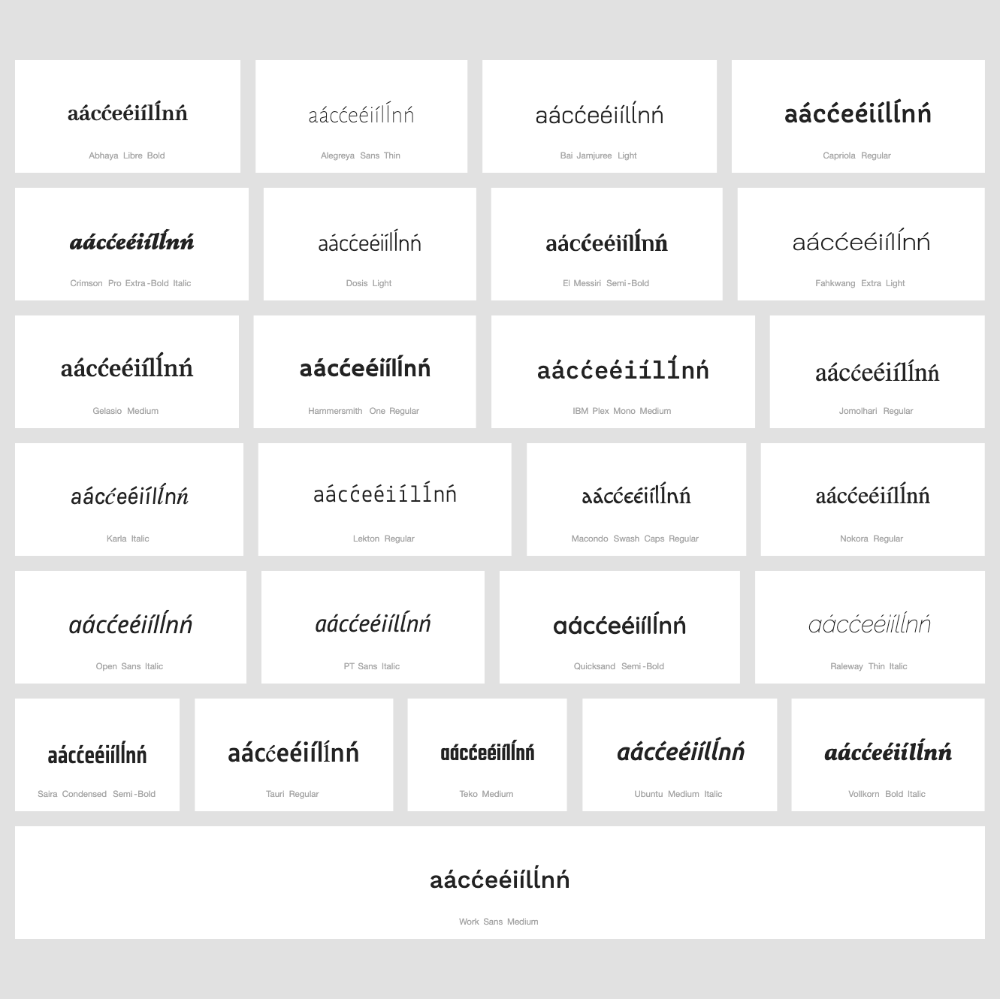 aácćeéiílĺnń
Abhaya Libre Bold
aácćeéiílĺnń
Alegreya Sans Thin
aácćeéiílĺnń
Bai Jamjuree Light
aácćeéiílĺnń
Capriola Regular
aácćeéiílĺnń
Crimson Pro Extra-Bold Italic
aácćeéiílĺnń
Dosis Light
aácćeéiílĺnń
El Messiri Semi-Bold
aácćeéiílĺnń
Fahkwang Extra Light
aácćeéiílĺnń
Gelasio Medium
aácćeéiílĺnń
Hammersmith One Regular
aácćeéiílĺnń
IBM Plex Mono Medium
aácćeéiílĺnń
Jomolhari Regular
aácćeéiílĺnń
Karla Italic
aácćeéiílĺnń
Lekton Regular
aácćeéiílĺnń
Macondo Swash Caps Regular
aácćeéiílĺnń
Nokora Regular
aácćeéiílĺnń
Open Sans Italic
aácćeéiílĺnń
PT Sans Italic
aácćeéiílĺnń
Quicksand Semi-Bold
aácćeéiílĺnń
Raleway Thin Italic
aácćeéiílĺnń
Saira Condensed Semi-Bold
aácćeéiílĺnń
Tauri Regular
aácćeéiílĺnń
Teko Medium
aácćeéiílĺnń
Ubuntu Medium Italic
aácćeéiílĺnń
Vollkorn Bold Italic
aácćeéiílĺnń
Work Sans Medium